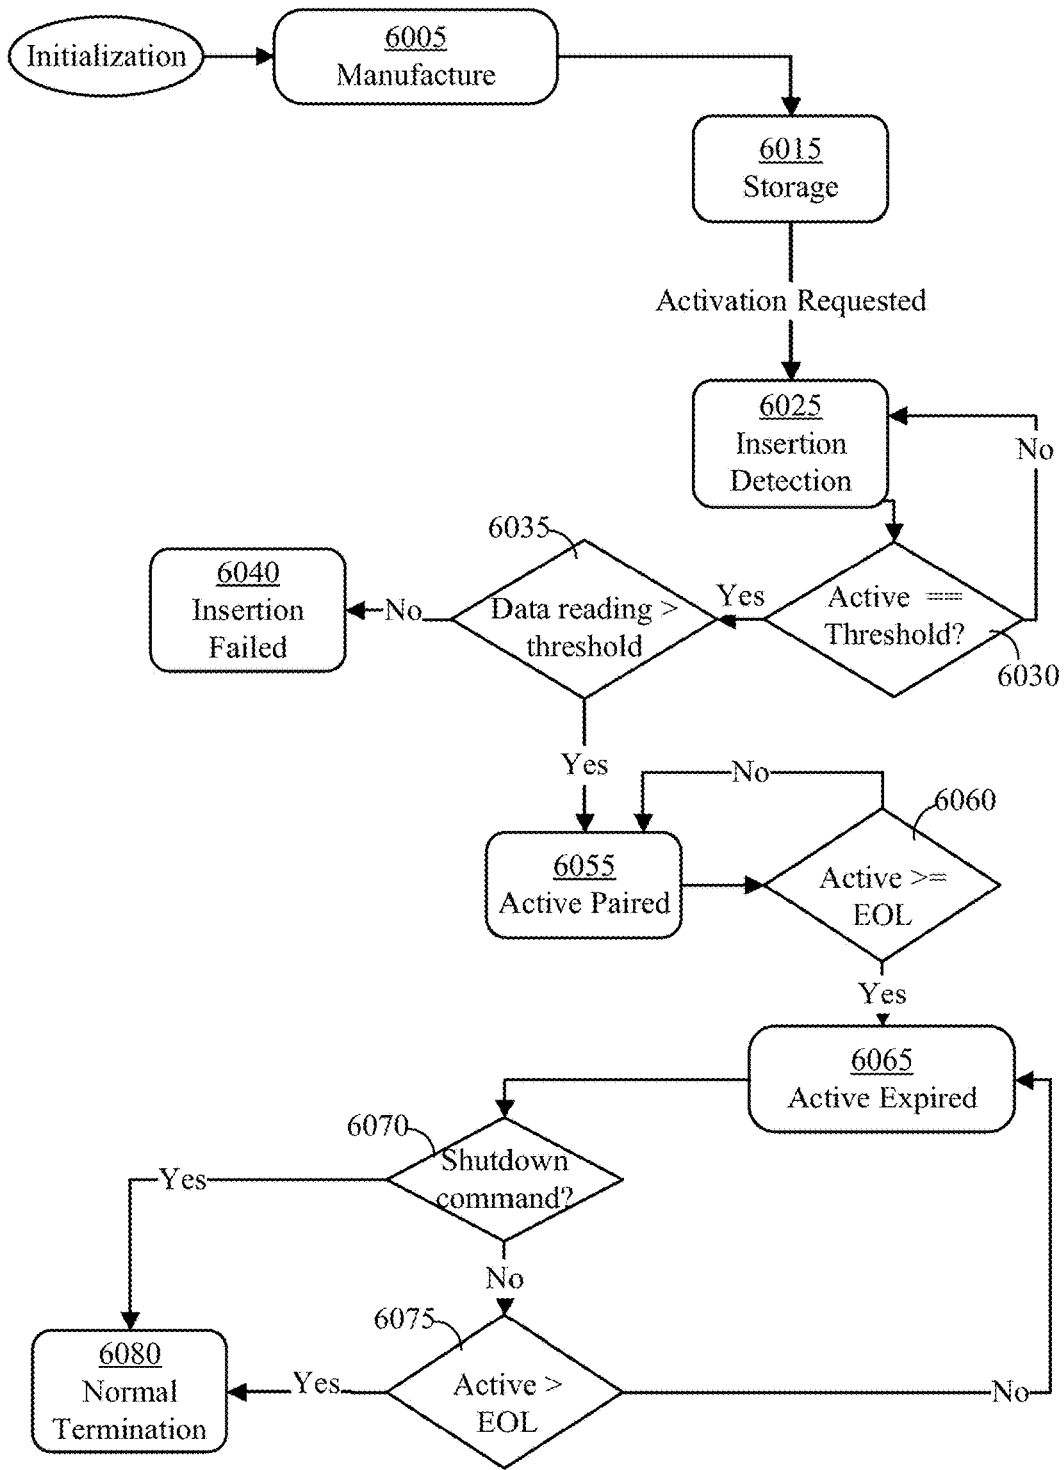 Initialization
6005
Manufacture
6015
Storage
Activation Requested
6025
Insertion
Detection
No
6035
6040
Insertion
Failed
No
Data reading >
threshold
Yes
Active ==
Threshold?
6030
Yes
No
6060
6055
Active Paired
Active >=
EOL
Yes
6065
Active Expired
6070
Shutdown
command?
Yes
No
6075
6080
Normal
Termination
Yes
Active >
EOL
No